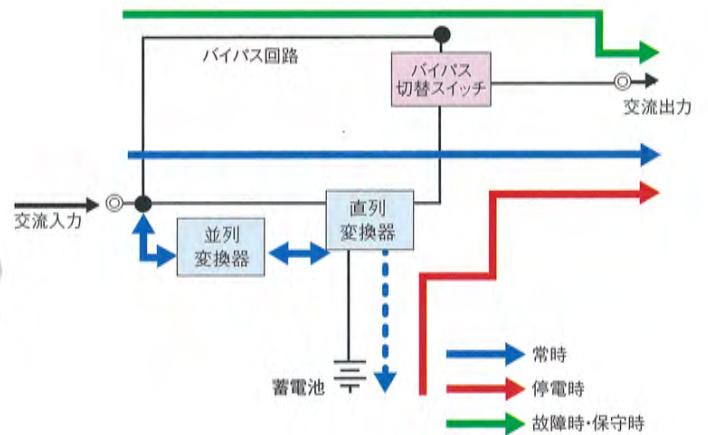 バイパス回路
バイパス
切替スイッチ
交流出力
交流入力
並列
変換器
直列
変換器
蓄電池
常時
停電時
故障時・保守時